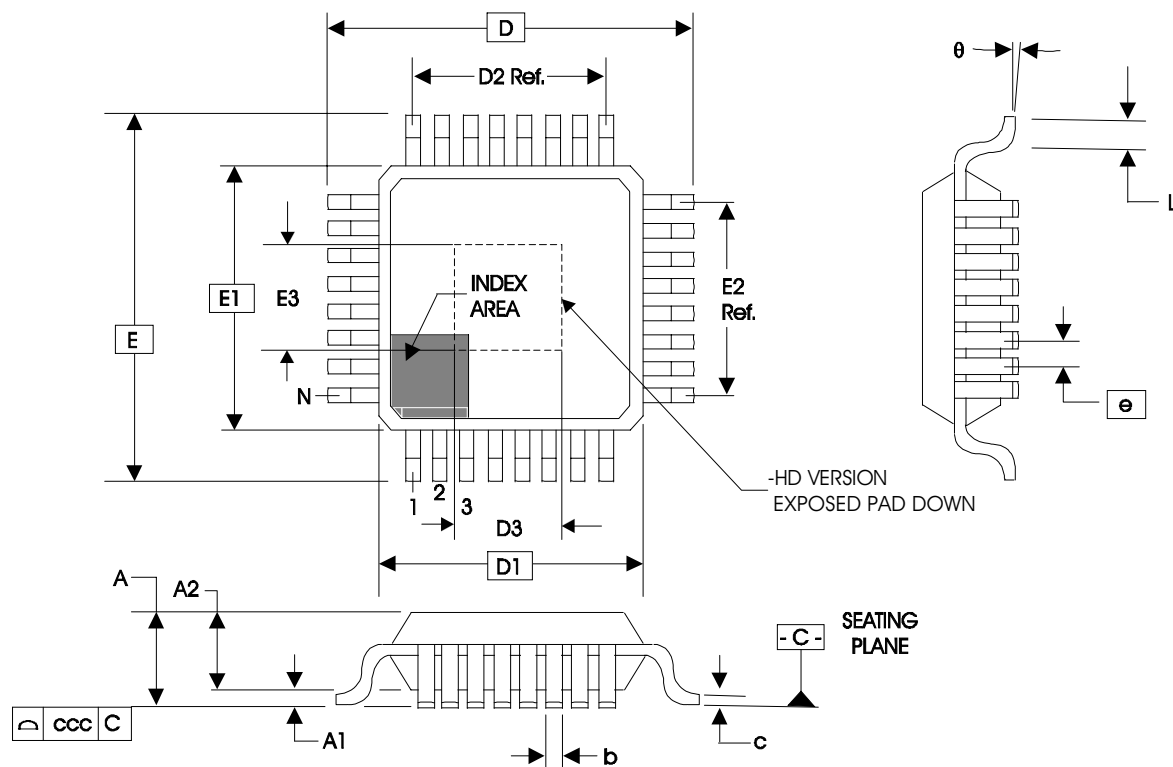 D
D2 Ref.
θ
L
E
E1
E3
INDEX
AREA
E2
Ref.
N
e
-HD VERSION
EXPOSED PAD DOWN
1
2
3
D3
D1
A
A2
- C -
SEATING
PLANE
⌓ ccc C
A1
b
c